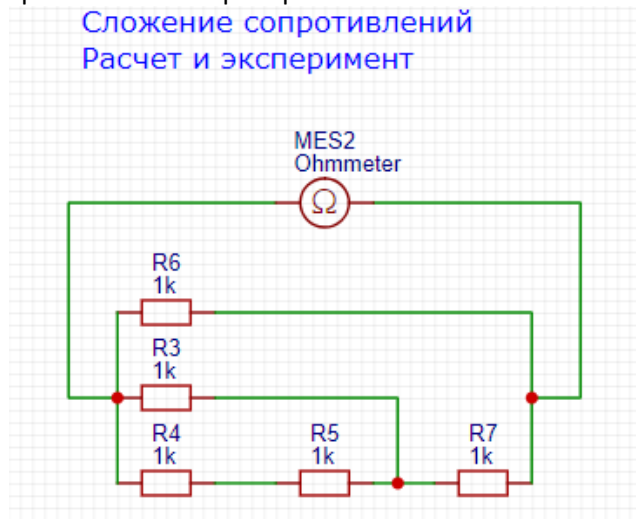 Сложение сопротивлений
Расчет и эксперимент
MES2
Ohmmeter
Ω
R6
1k
R3
1k
R4
1k
R5
1k
R7
1k